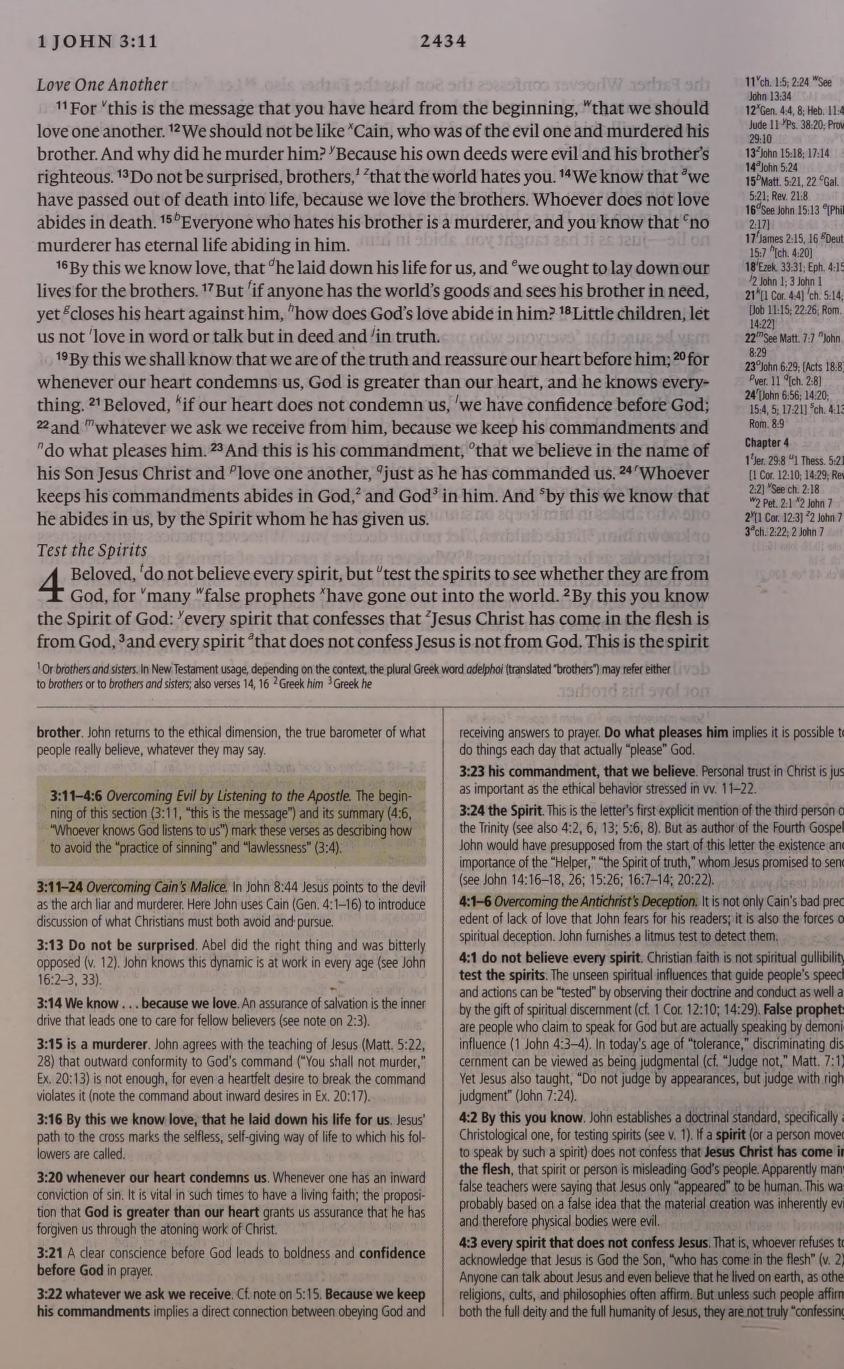 1 JOHN 3:11
2434
Love One Another
11 For vthis is the message that you have heard from the beginning, wthat we should
love one another. 12 We should not be like xCain, who was of the evil one and murdered his
brother. And why did he murder him? yBecause his own deeds were evil and his brother's
righteous. 13 Do not be surprised, brothers,1 zthat the world hates you. 14 We know that awe
have passed out of death into life, because we love the brothers. Whoever does not love
abides in death. 15 bEveryone who hates his brother is a murderer, and you know that cno
murderer has eternal life abiding in him.
16 By this we know love, that dhe laid down his life for us, and ewe ought to lay down our
lives for the brothers. 17 But fif anyone has the world's goods and sees his brother in need,
yet gcloses his heart against him, hhow does God's love abide in him? 18 Little children, let
us not ilove in word or talk but in deed and jin truth.
19 By this we shall know that we are of the truth and reassure our heart before him; 20 for
whenever our heart condemns us, God is greater than our heart, and he knows every-
thing. 21 Beloved, kif our heart does not condemn us, lwe have confidence before God;
22 and mwhatever we ask we receive from him, because we keep his commandments and
ndo what pleases him. 23 And this is his commandment, othat we believe in the name of
his Son Jesus Christ and plove one another, qjust as he has commanded us. 24 rWhoever
keeps his commandments abides in God,2 and God3 in him. And sby this we know that
he abides in us, by the Spirit whom he has given us.
Test the Spirits
4 Beloved, tdo not believe every spirit, but utest the spirits to see whether they are from
God, for vmany wfalse prophets xhave gone out into the world. 2 By this you know
the Spirit of God: yevery spirit that confesses that zJesus Christ has come in the flesh is
from God, 3 and every spirit athat does not confess Jesus is not from God. This is the spirit
1 Or brothers and sisters. In New Testament usage, depending on the context, the plural Greek word adelphoi (translated "brothers") may refer either
to brothers or to brothers and sisters; also verses 14, 16 2 Greek him 3 Greek he
11 v ch. 1:5; 2:24 w See
John 13:34
12 x Gen. 4:4, 8; Heb. 11:4
Jude 11 y Ps. 38:20; Prov
29:10
13 z John 15:18; 17:14
14 a John 5:24
15 b Matt. 5:21, 22 c Gal.
5:21; Rev. 21:8
16 d See John 15:13 e [Phil
2:17]
17 f James 2:15, 16 g Deut
15:7 h [ch. 4:20]
18 i Ezek. 33:31; Eph. 4:15
j 2 John 1; 3 John 1
21 k [1 Cor. 4:4] l ch. 5:14;
[Job 11:15; 22:26; Rom.
14:22]
22 m See Matt. 7:7 n John
8:29
23 o John 6:29; [Acts 18:8]
p ver. 11 q [ch. 2:8]
24 r [John 6:56; 14:20;
15:4, 5; 17:21] s ch. 4:13
Rom. 8:9
Chapter 4
1 t Jer. 29:8 u 1 Thess. 5:21
[1 Cor. 12:10; 14:29; Rev
2:2] v See ch. 2:18
w 2 Pet. 2:1 x 2 John 7
2 y [1 Cor. 12:3] z 2 John 7
3 a ch. 2:22; 2 John 7
brother. John returns to the ethical dimension, the true barometer of what
people really believe, whatever they may say.
3:11–4:6 Overcoming Evil by Listening to the Apostle. The begin-
ning of this section (3:11, "this is the message") and its summary (4:6,
"Whoever knows God listens to us") mark these verses as describing how
to avoid the "practice of sinning" and "lawlessness" (3:4).
3:11–24 Overcoming Cain's Malice. In John 8:44 Jesus points to the devil
as the arch liar and murderer. Here John uses Cain (Gen. 4:1–16) to introduce
discussion of what Christians must both avoid and pursue.
3:13 Do not be surprised. Abel did the right thing and was bitterly
opposed (v. 12). John knows this dynamic is at work in every age (see John
16:2–3, 33).
3:14 We know . . . because we love. An assurance of salvation is the inner
drive that leads one to care for fellow believers (see note on 2:3).
3:15 is a murderer. John agrees with the teaching of Jesus (Matt. 5:22,
28) that outward conformity to God's command ("You shall not murder,"
Ex. 20:13) is not enough, for even a heartfelt desire to break the command
violates it (note the command about inward desires in Ex. 20:17).
3:16 By this we know love, that he laid down his life for us. Jesus'
path to the cross marks the selfless, self-giving way of life to which his fol-
lowers are called.
3:20 whenever our heart condemns us. Whenever one has an inward
conviction of sin. It is vital in such times to have a living faith; the proposi-
tion that God is greater than our heart grants us assurance that he has
forgiven us through the atoning work of Christ.
3:21 A clear conscience before God leads to boldness and confidence
before God in prayer.
3:22 whatever we ask we receive. Cf. note on 5:15. Because we keep
his commandments implies a direct connection between obeying God and
receiving answers to prayer. Do what pleases him implies it is possible t
do things each day that actually "please" God.
3:23 his commandment, that we believe. Personal trust in Christ is jus
as important as the ethical behavior stressed in vv. 11–22.
3:24 the Spirit. This is the letter's first explicit mention of the third person o
the Trinity (see also 4:2, 6, 13; 5:6, 8). But as author of the Fourth Gospel
John would have presupposed from the start of this letter the existence and
importance of the "Helper," "the Spirit of truth," whom Jesus promised to send
(see John 14:16–18, 26; 15:26; 16:7–14; 20:22).
4:1–6 Overcoming the Antichrist's Deception. It is not only Cain's bad prec
edent of lack of love that John fears for his readers; it is also the forces o
spiritual deception. John furnishes a litmus test to detect them.
4:1 do not believe every spirit. Christian faith is not spiritual gullibility
test the spirits. The unseen spiritual influences that guide people's speech
and actions can be "tested" by observing their doctrine and conduct as well a
by the gift of spiritual discernment (cf. 1 Cor. 12:10; 14:29). False prophets
are people who claim to speak for God but are actually speaking by demoni
influence (1 John 4:3–4). In today's age of "tolerance," discriminating dis
cernment can be viewed as being judgmental (cf. "Judge not," Matt. 7:1)
Yet Jesus also taught, "Do not judge by appearances, but judge with righ
judgment" (John 7:24).
4:2 By this you know. John establishes a doctrinal standard, specifically a
Christological one, for testing spirits (see v. 1). If a spirit (or a person moved
to speak by such a spirit) does not confess that Jesus Christ has come in
the flesh, that spirit or person is misleading God's people. Apparently many
false teachers were saying that Jesus only "appeared" to be human. This was
probably based on a false idea that the material creation was inherently evil
and therefore physical bodies were evil.
4:3 every spirit that does not confess Jesus. That is, whoever refuses to
acknowledge that Jesus is God the Son, "who has come in the flesh" (v. 2)
Anyone can talk about Jesus and even believe that he lived on earth, as othe
religions, cults, and philosophies often affirm. But unless such people affirm
both the full deity and the full humanity of Jesus, they are not truly "confessing